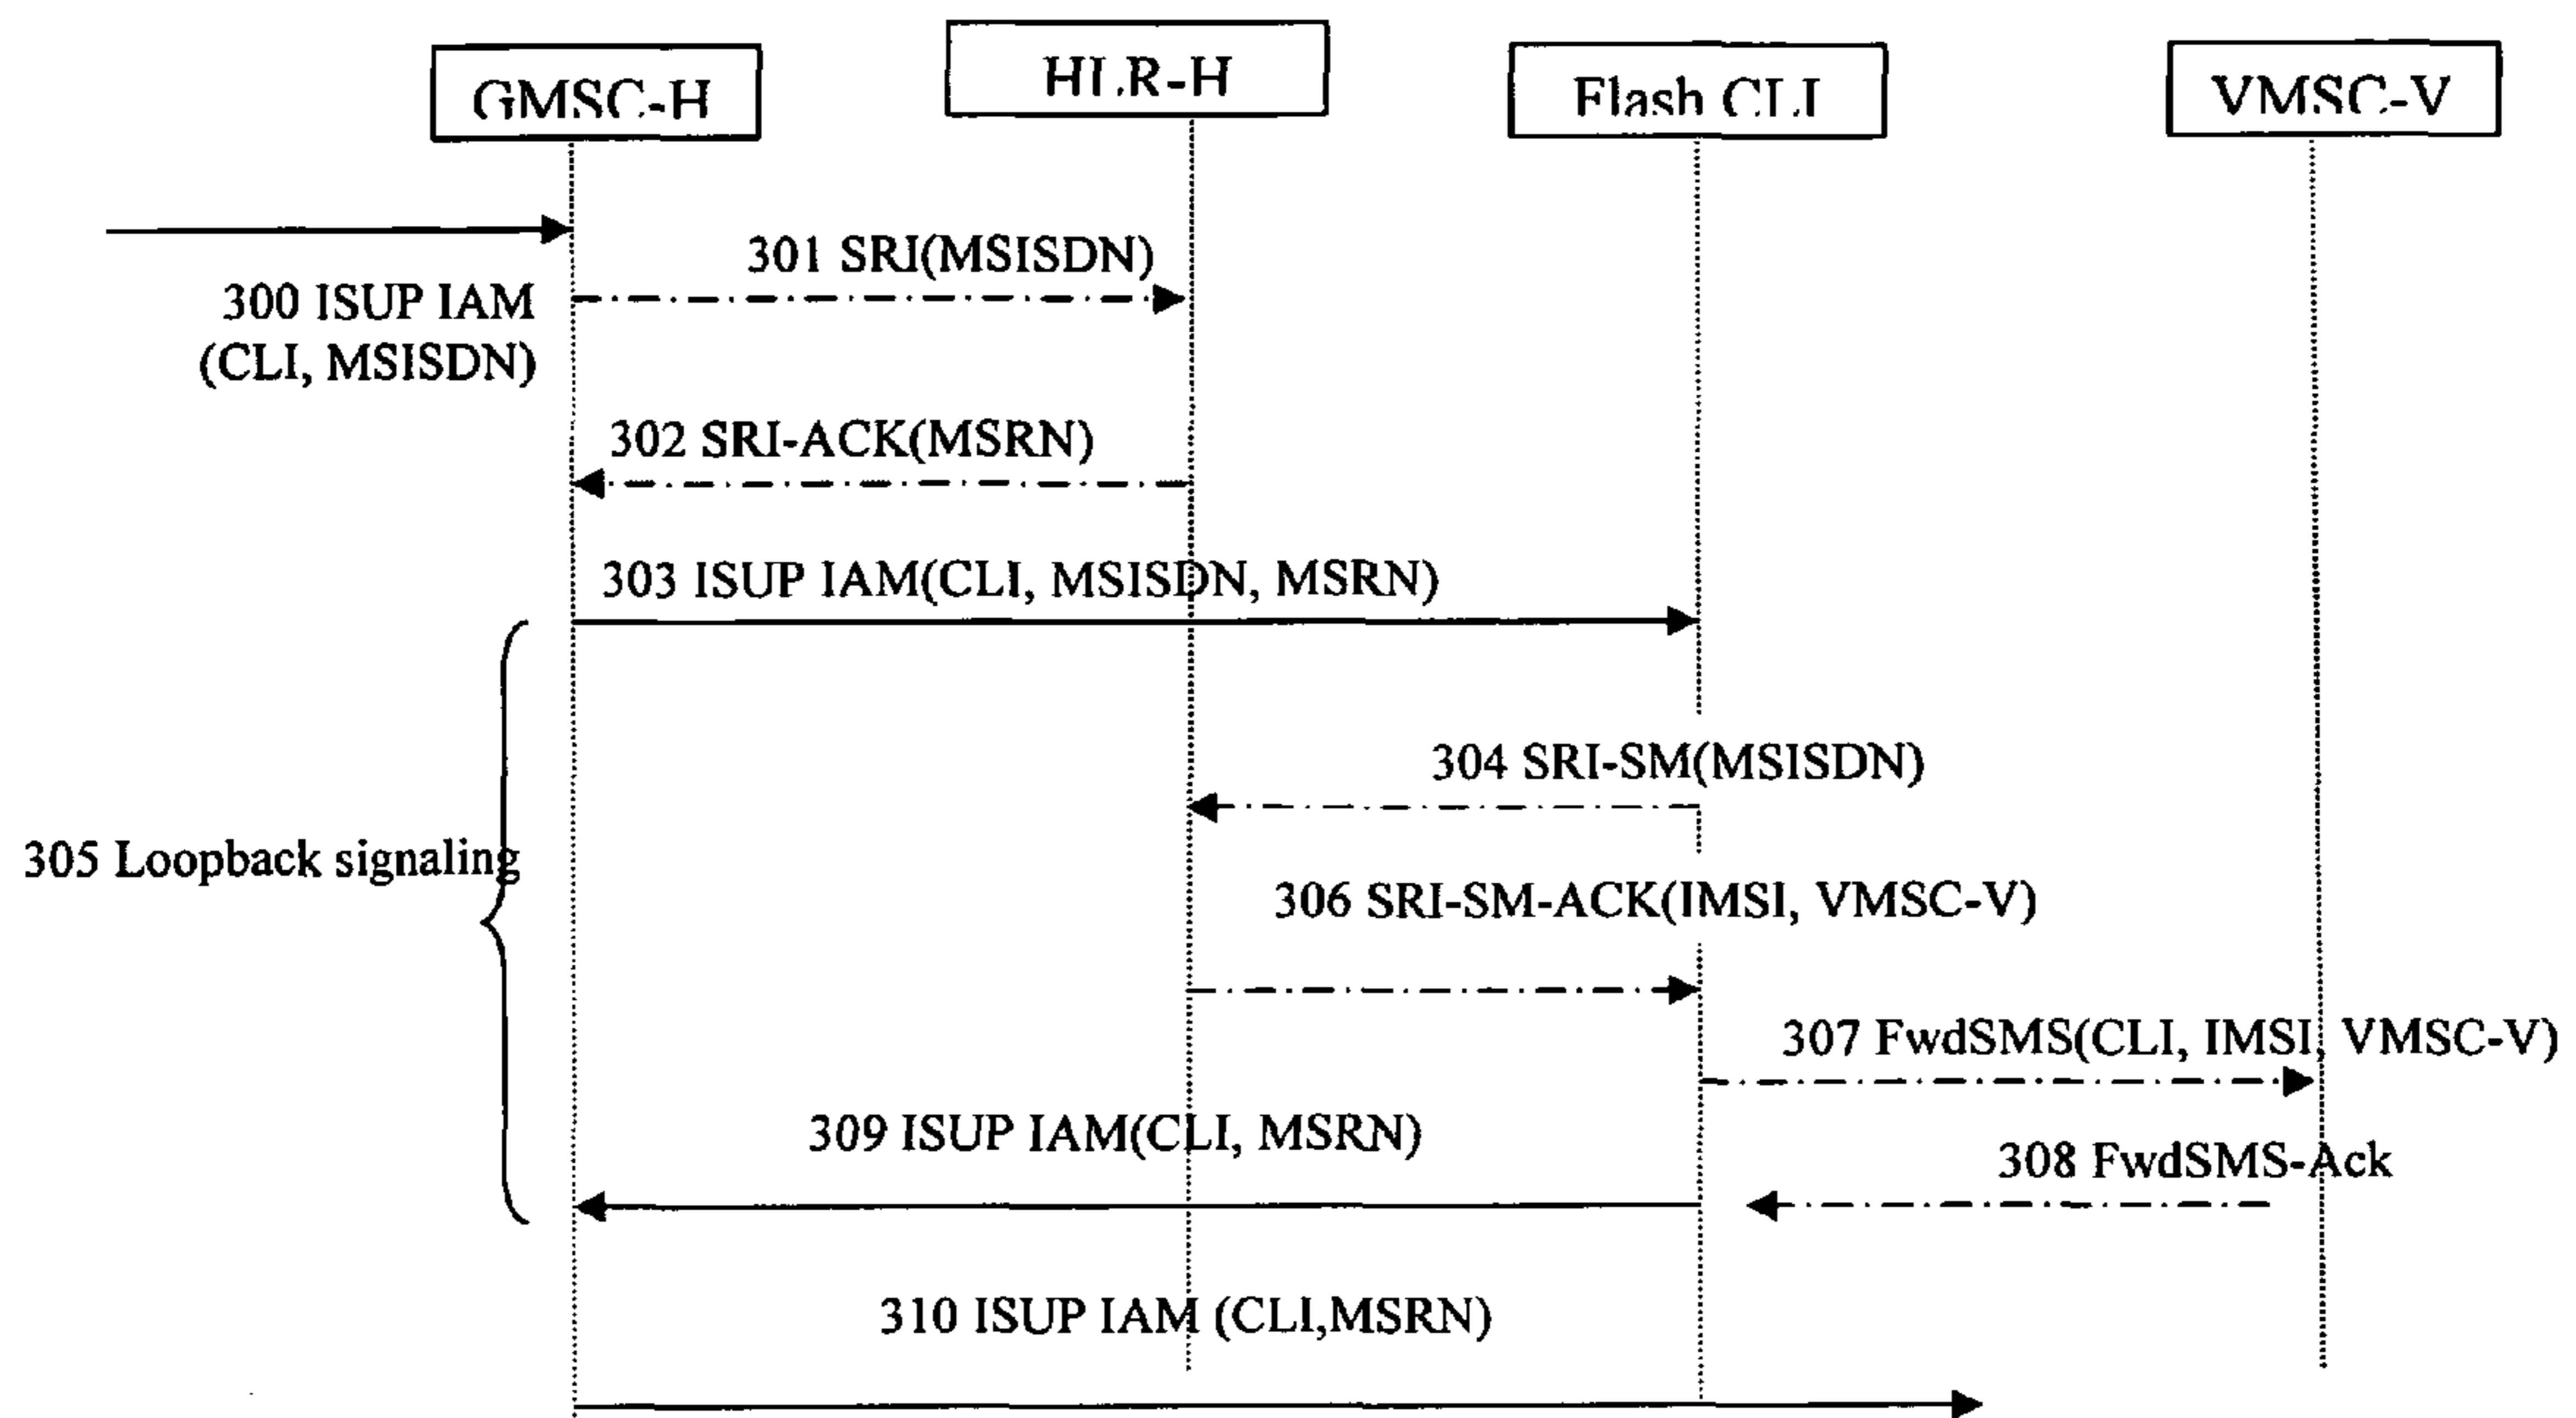 GMSC-H
HLR-H
Flash CLI
VMSC-V
301 SRI(MSISDN)
300 ISUP IAM
(CLI, MSISDN)
302 SRI-ACK(MSRN)
303 ISUP IAM(CLI, MSISDN, MSRN)
304 SRI-SM(MSISDN)
305 Loopback signaling
306 SRI-SM-ACK(IMSI, VMSC-V)
307 FwdSMS(CLI, IMSI, VMSC-V)
309 ISUP IAM(CLI, MSRN)
308 FwdSMS-Ack
310 ISUP IAM (CLI,MSRN)